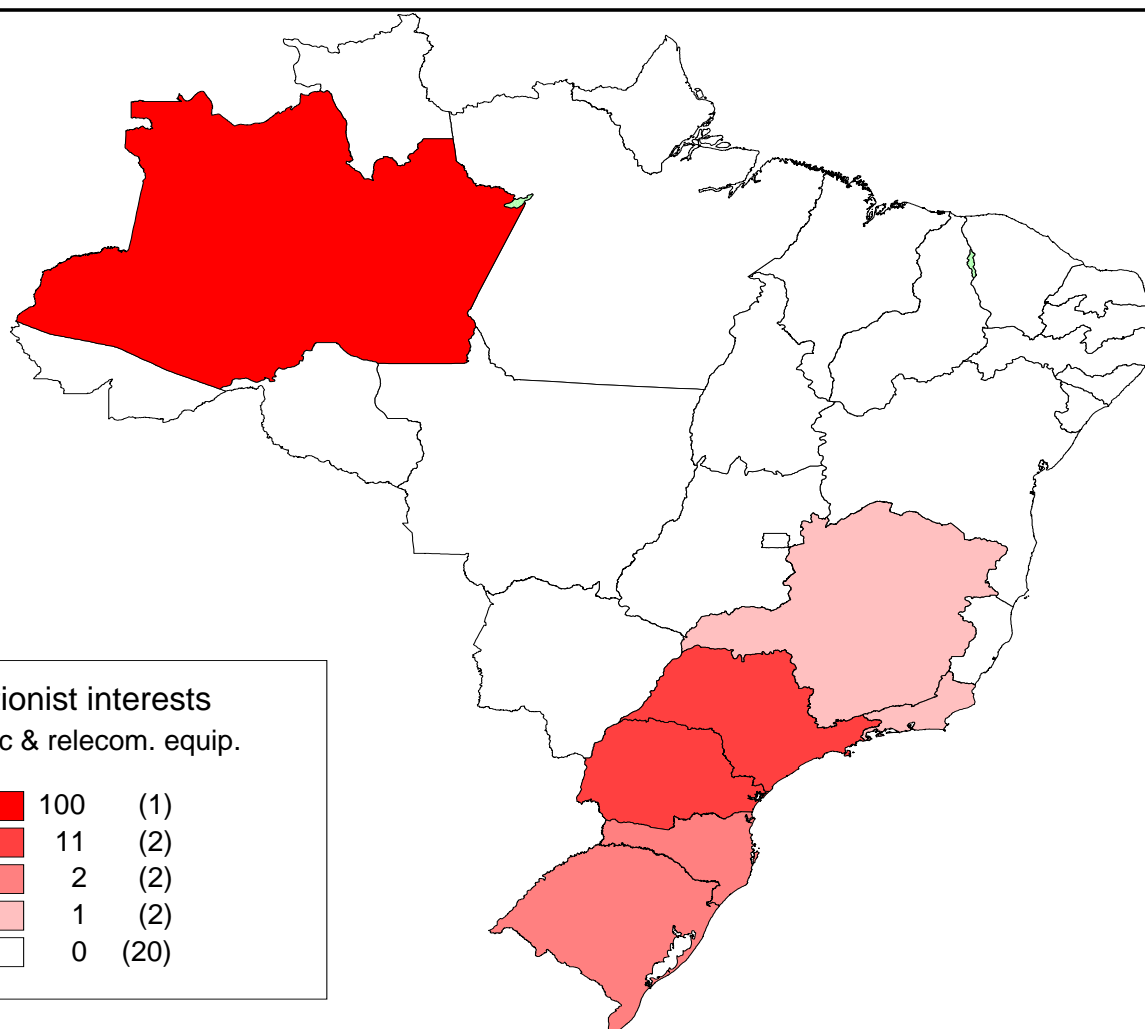 ionist interests
c & relecom. equip.
100 (1)
11 (2)
2 (2)
1 (2)
0 (20)